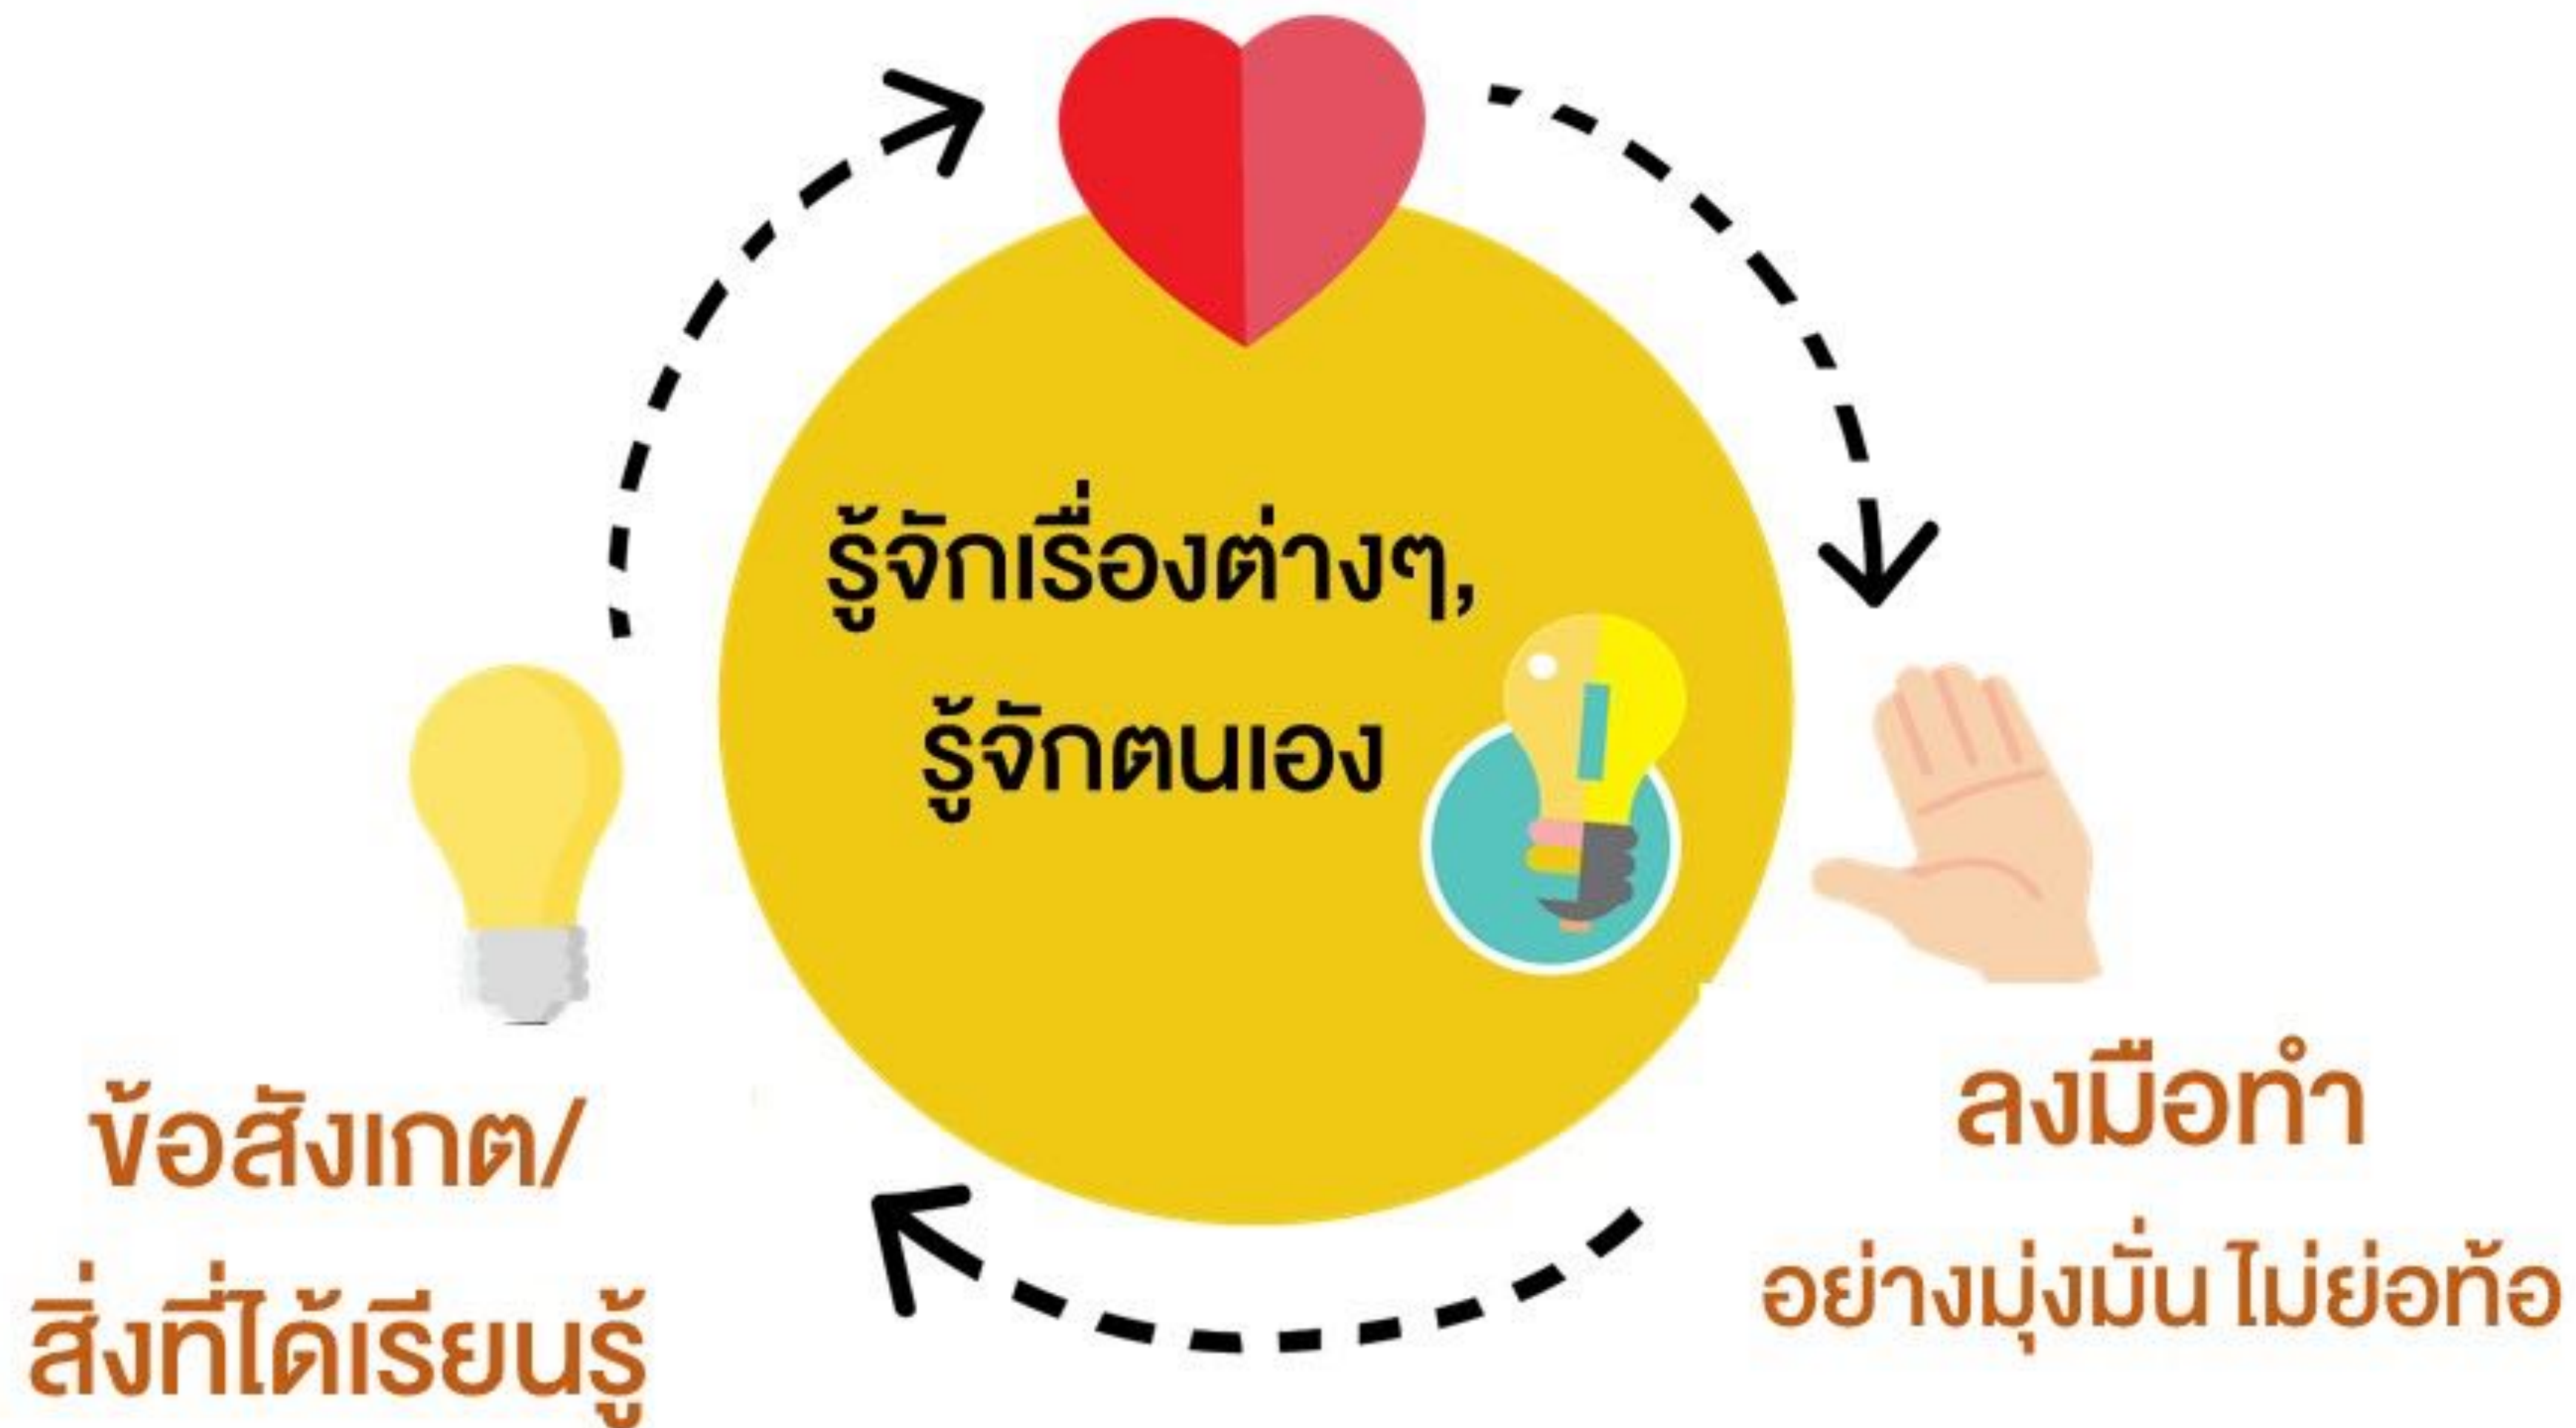 รู้จักเรื่องต่างๆ,
รู้จักตนเอง
ข้อสังเกต/
สิ่งที่ได้เรียนรู้
ลงมือทำ
อย่างมุ่งมั่น ไม่ย่อท้อ